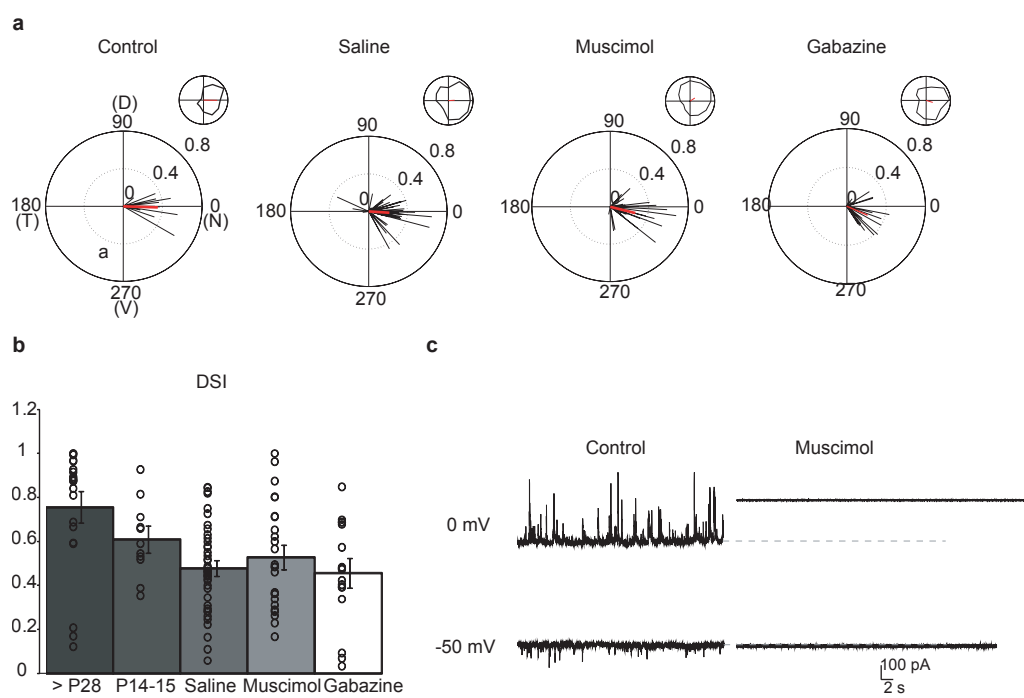 a
Control Saline Muscimol Gabazine
(D)
90 90 90 90
0.8 0.8 0.8 0.8
0.4 0.4 0.4 0.4
0 0 0 0
180 0 180 0 180 0 180 0
(T) (N)
a
270 270 270 270
(V)
b
DSI
1.2
1
0.8
0.6
0.4
0.2
0
> P28 P14-15 Saline Muscimol Gabazine
c
Control Muscimol
0 mV
-50 mV
100 pA
2 s